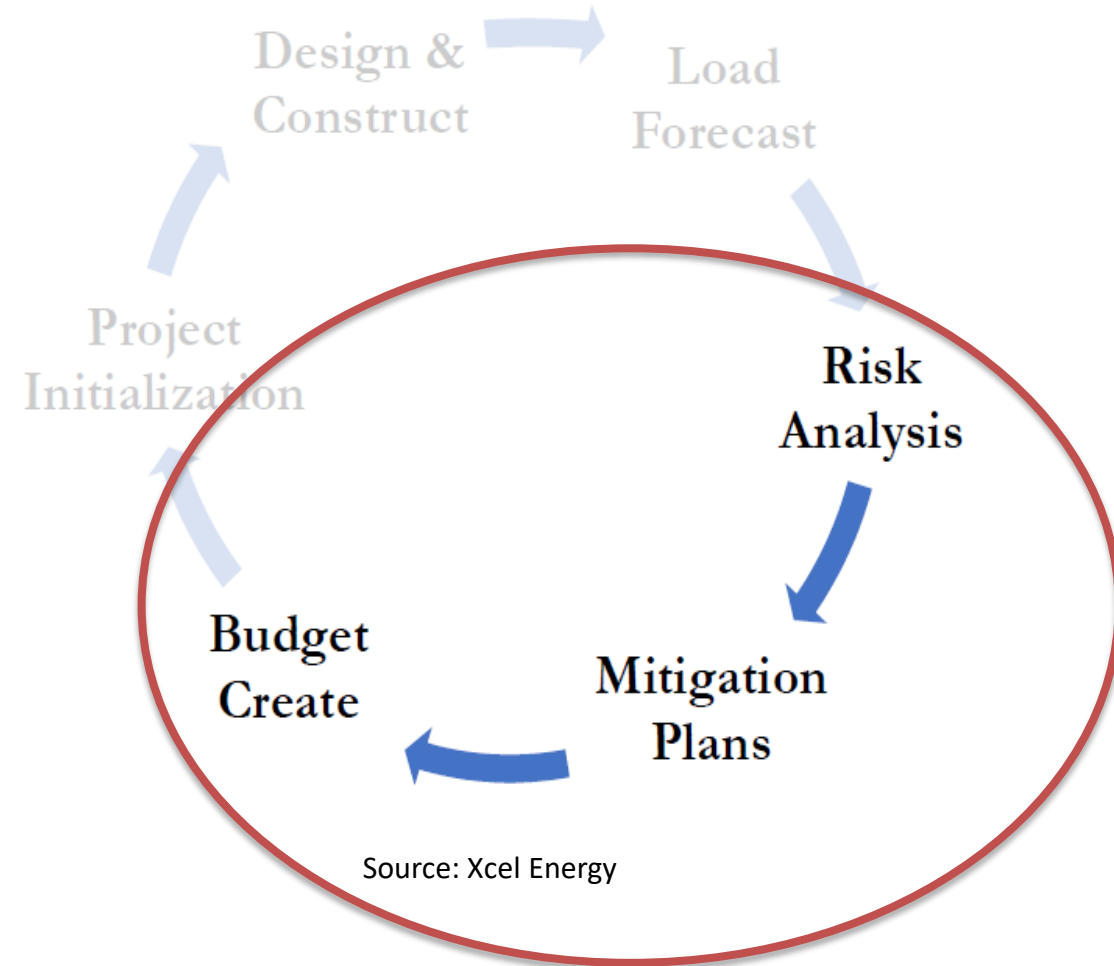 Design &
Construct
Load
Forecast
Project
Initialization
Risk
Analysis
Budget
Create
Mitigation
Plans
Source: Xcel Energy